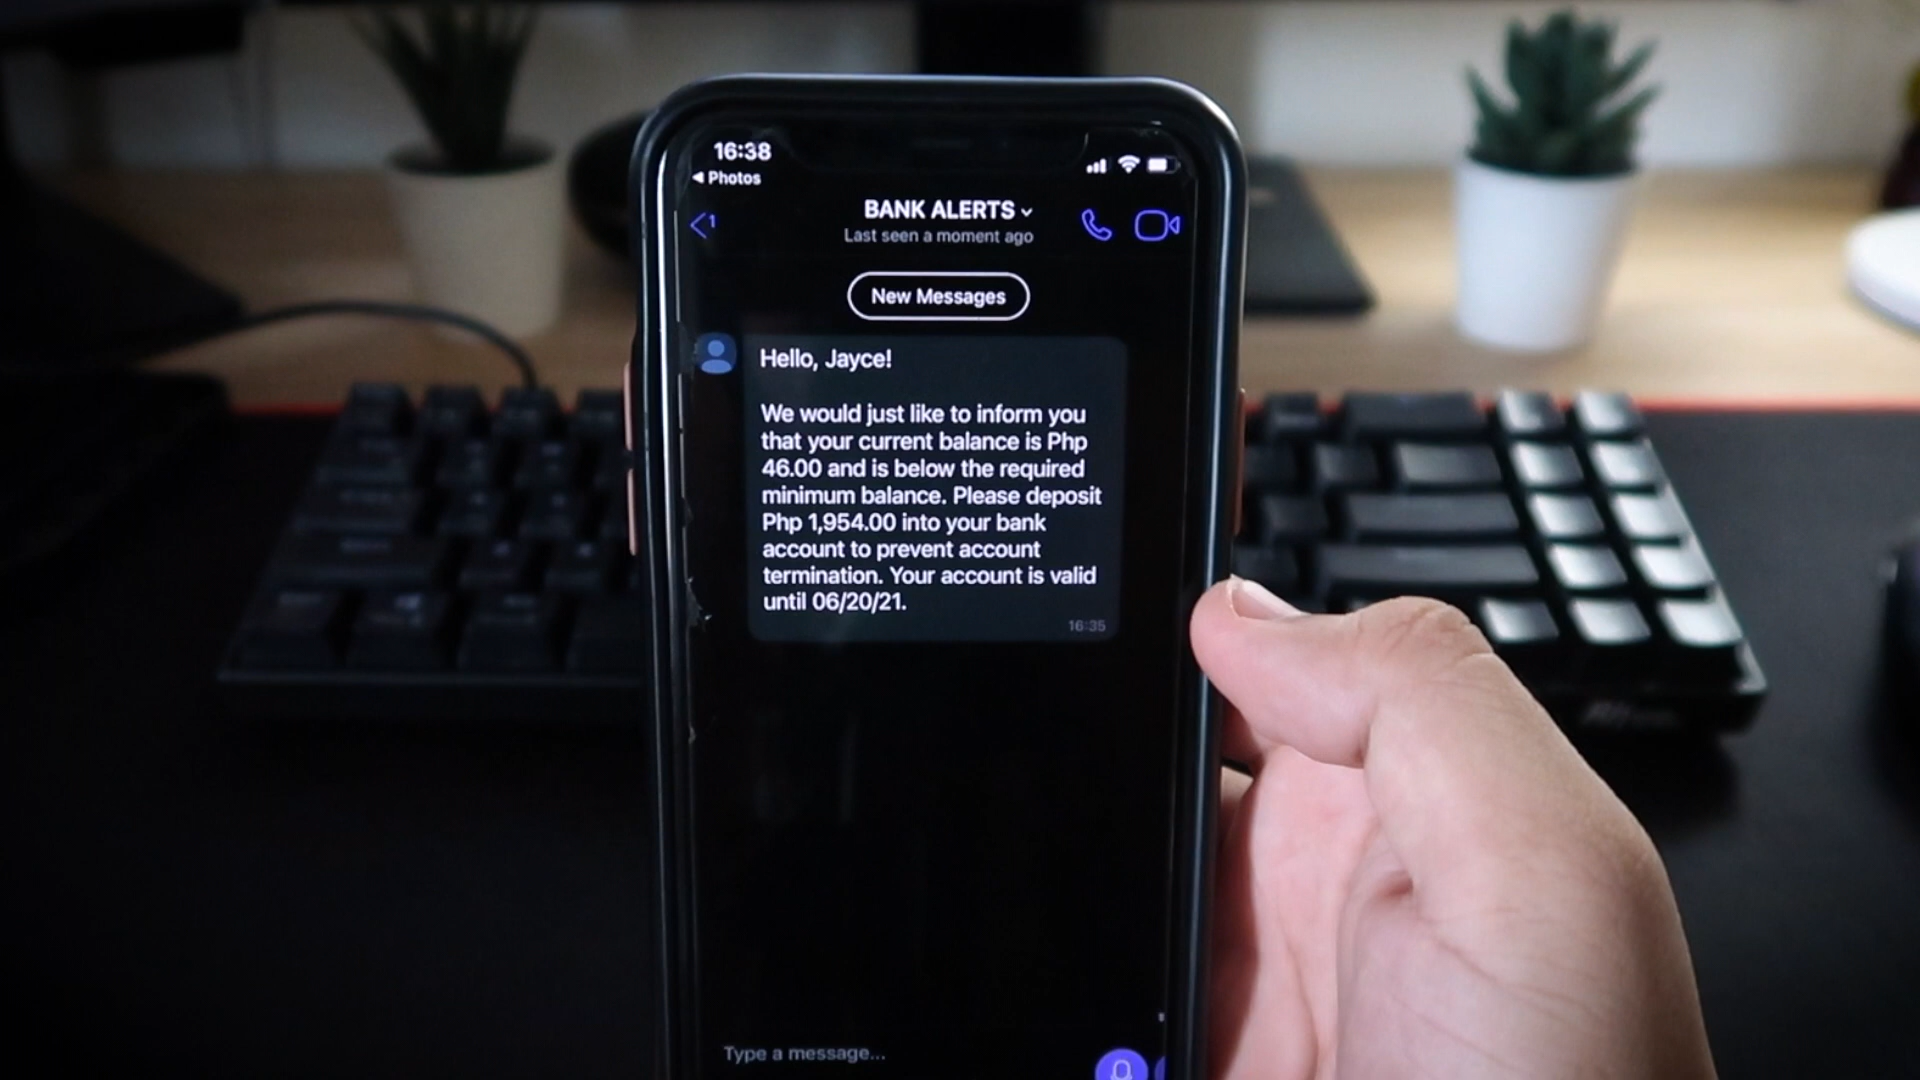 16:38
◀ Photos
1
BANK ALERTS
Last seen a moment ago
New Messages
Hello, Jayce!
We would just like to inform you
that your current balance is Php
46.00 and is below the required
minimum balance. Please deposit
Php 1,954.00 into your bank
account to prevent account
termination. Your account is valid
until 06/20/21.
16:35
Type a message...